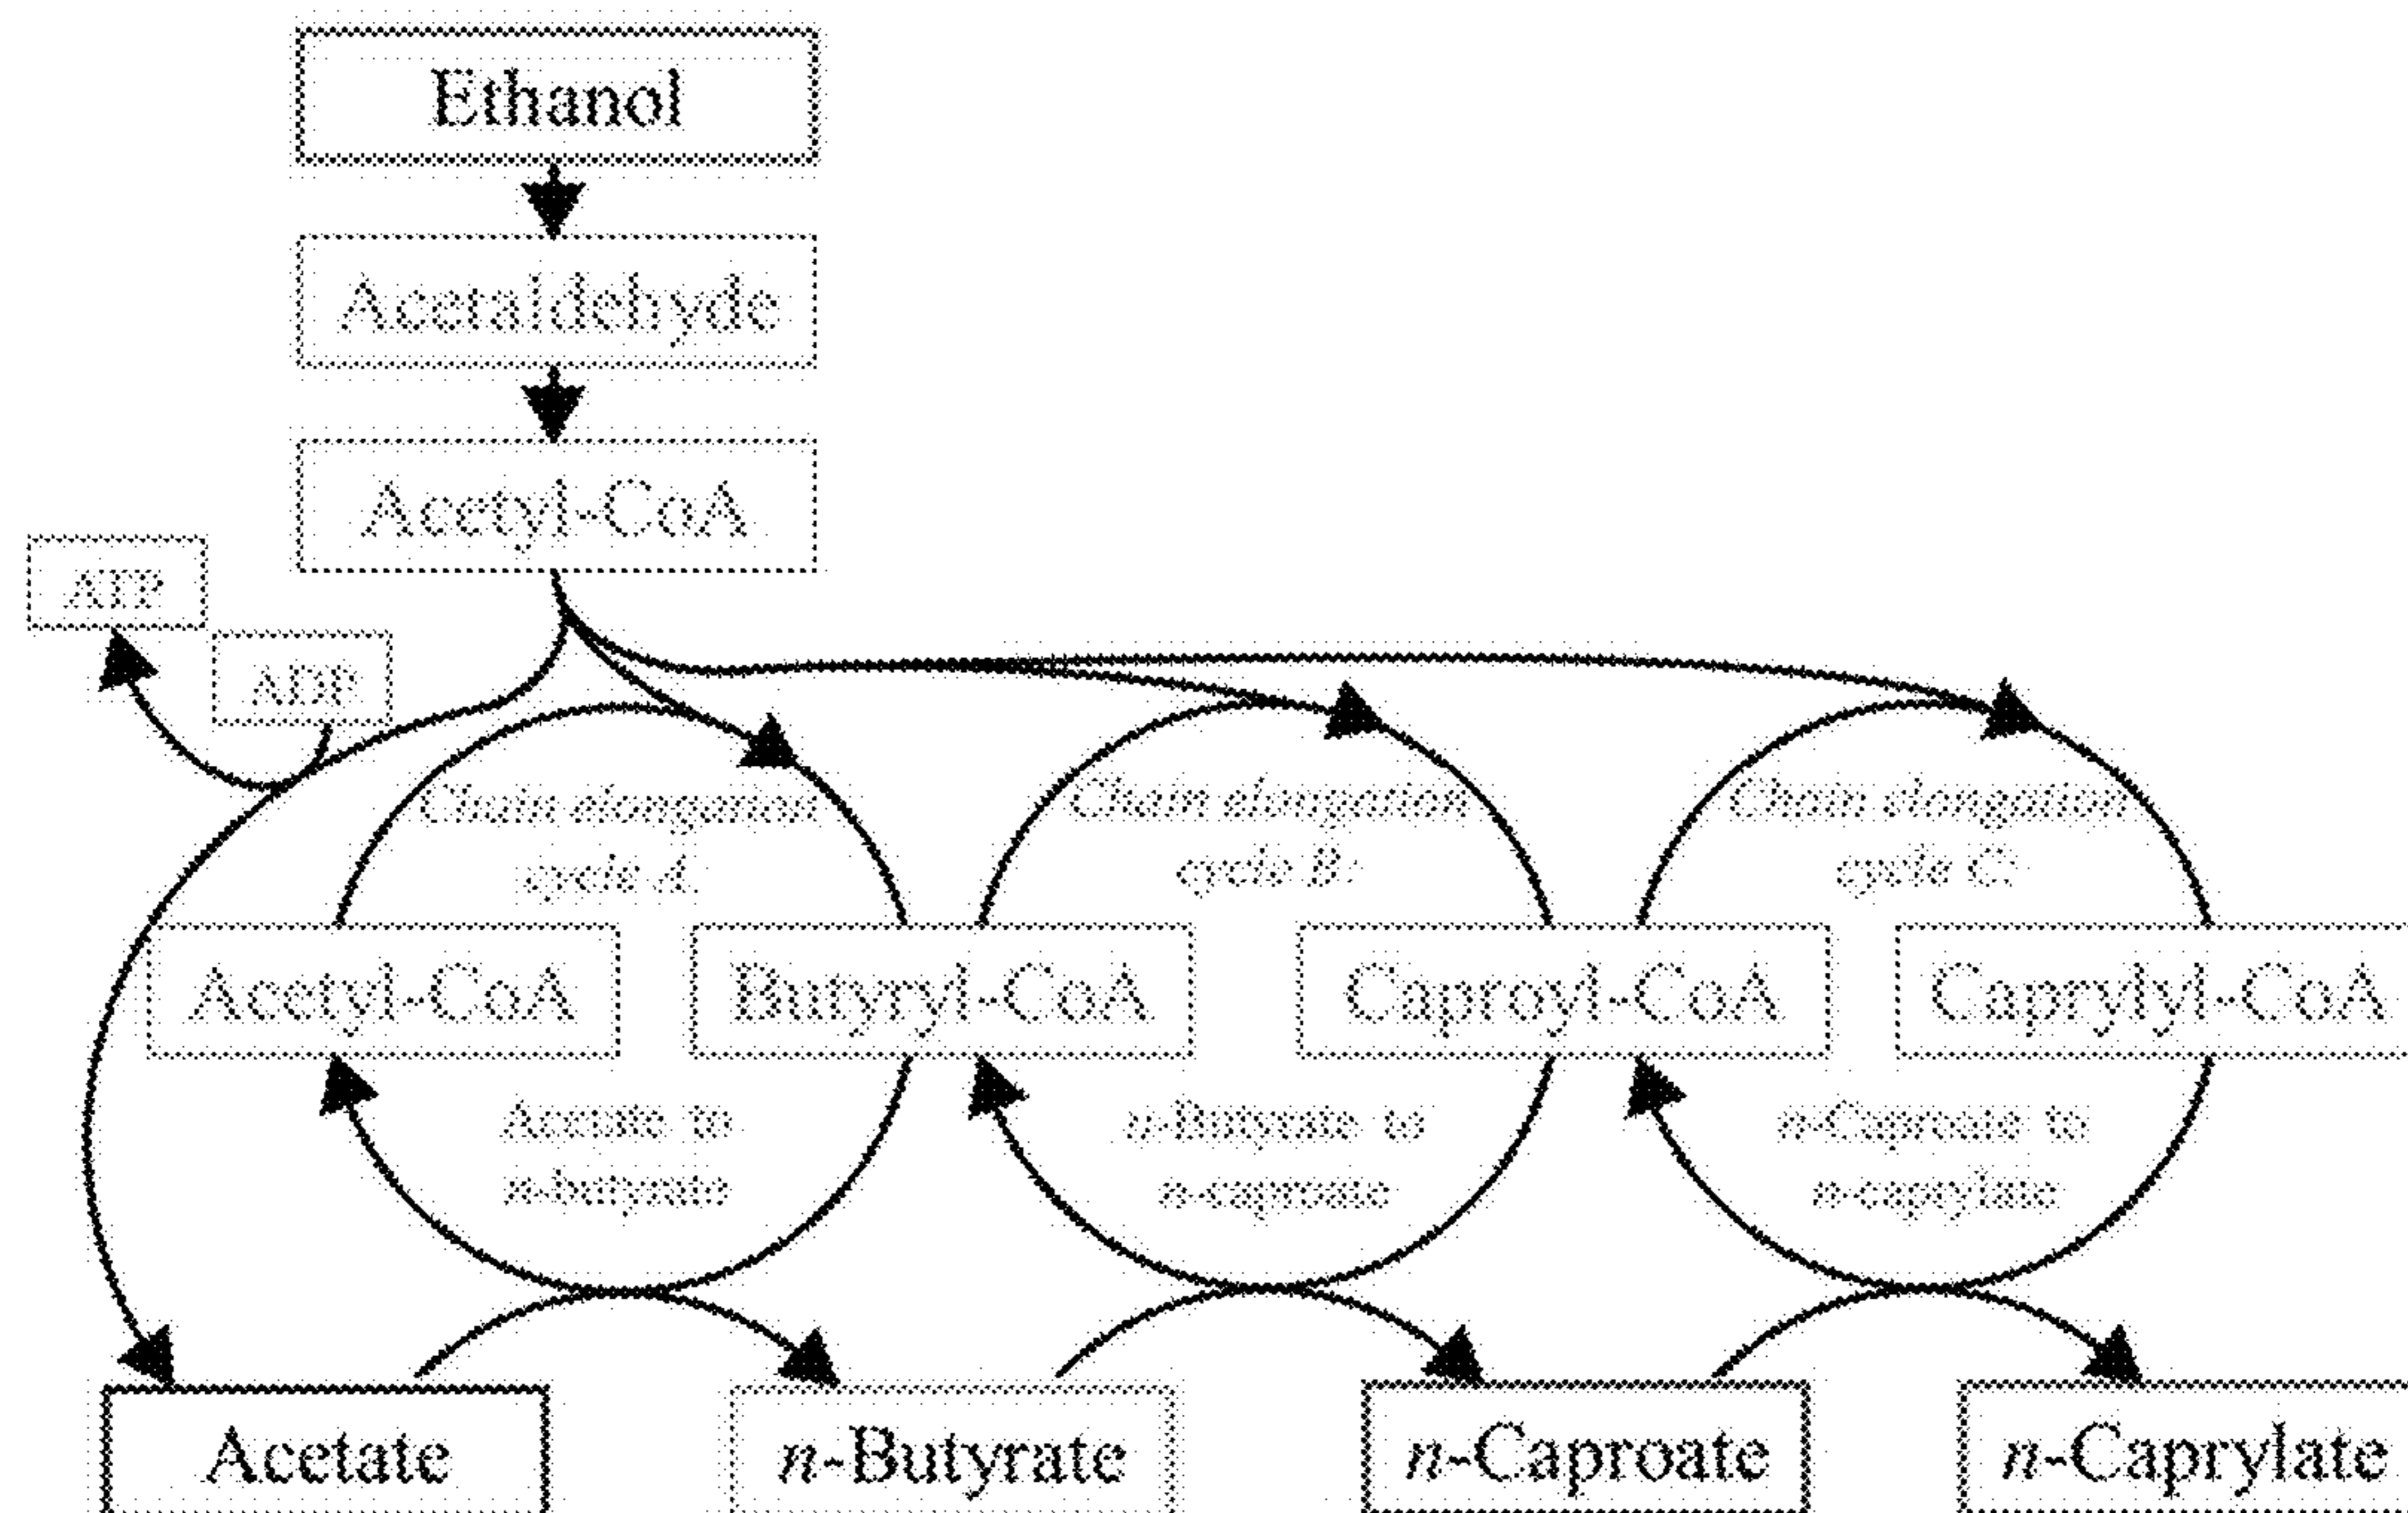 Ethanol
Acetaldehyde
Acetyl-CoA
ATP
ADP
Chain elongation
cycle A:
Chain elongation
cycle B:
Chain elongation
cycle C:
Acetyl-CoA
Butyryl-CoA
Caproyl-CoA
Caprylyl-CoA
Acetate to
n-butyrate
n-Butyrate to
n-caproate
n-Caproate to
n-caprylate
Acetate
n-Butyrate
n-Caproate
n-Caprylate